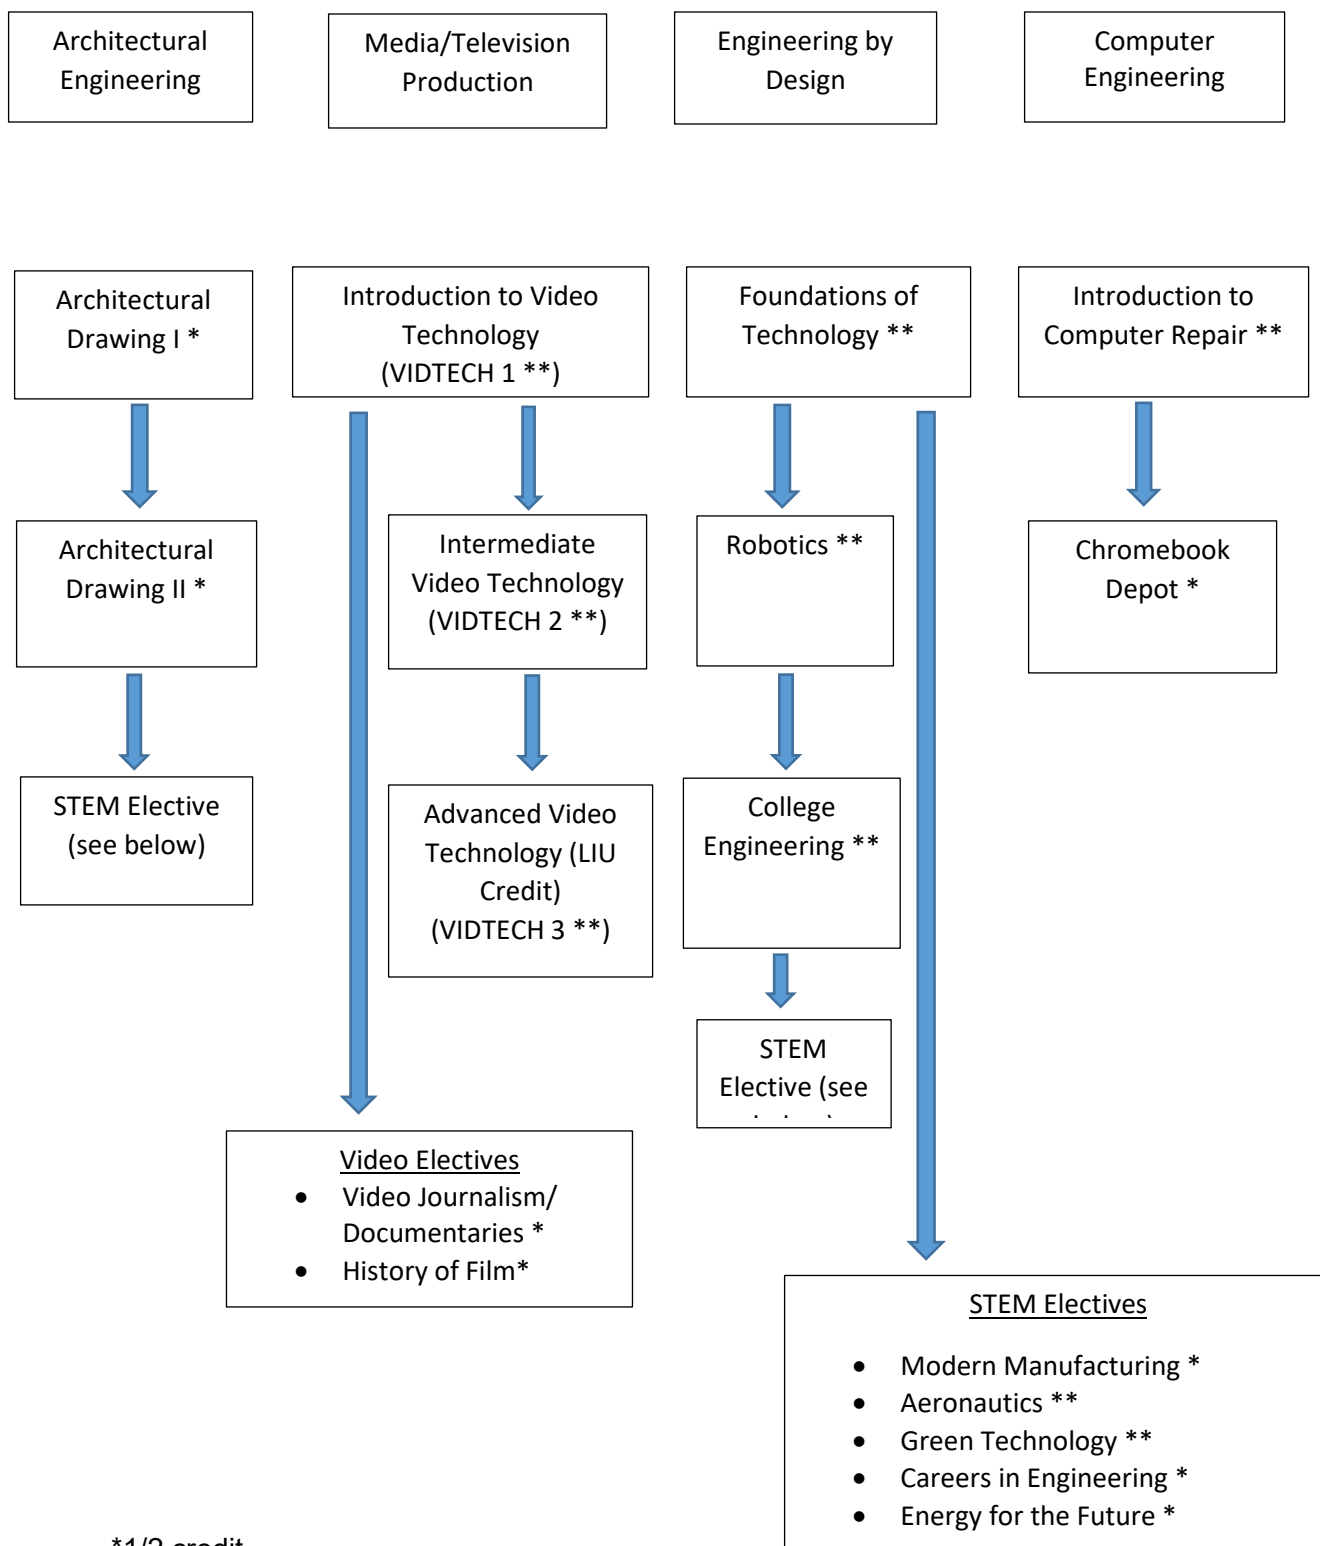 Architectural
Engineering
Media/Television
Production
Engineering by
Design
Computer
Engineering
Architectural
Drawing I *
Introduction to Video
Technology
(VIDTECH 1 **)
Foundations of
Technology **
Introduction to
Computer Repair **
Architectural
Drawing II *
Intermediate
Video Technology
(VIDTECH 2 **)
Robotics **
Chromebook
Depot *
STEM Elective
(see below)
Advanced Video
Technology (LIU
Credit)
(VIDTECH 3 **)
College
Engineering **
STEM
Elective (see
Video Electives
• Video Journalism/
Documentaries *
• History of Film*
STEM Electives
• Modern Manufacturing *
• Aeronautics **
• Green Technology **
• Careers in Engineering *
• Energy for the Future *
*1/2 credit